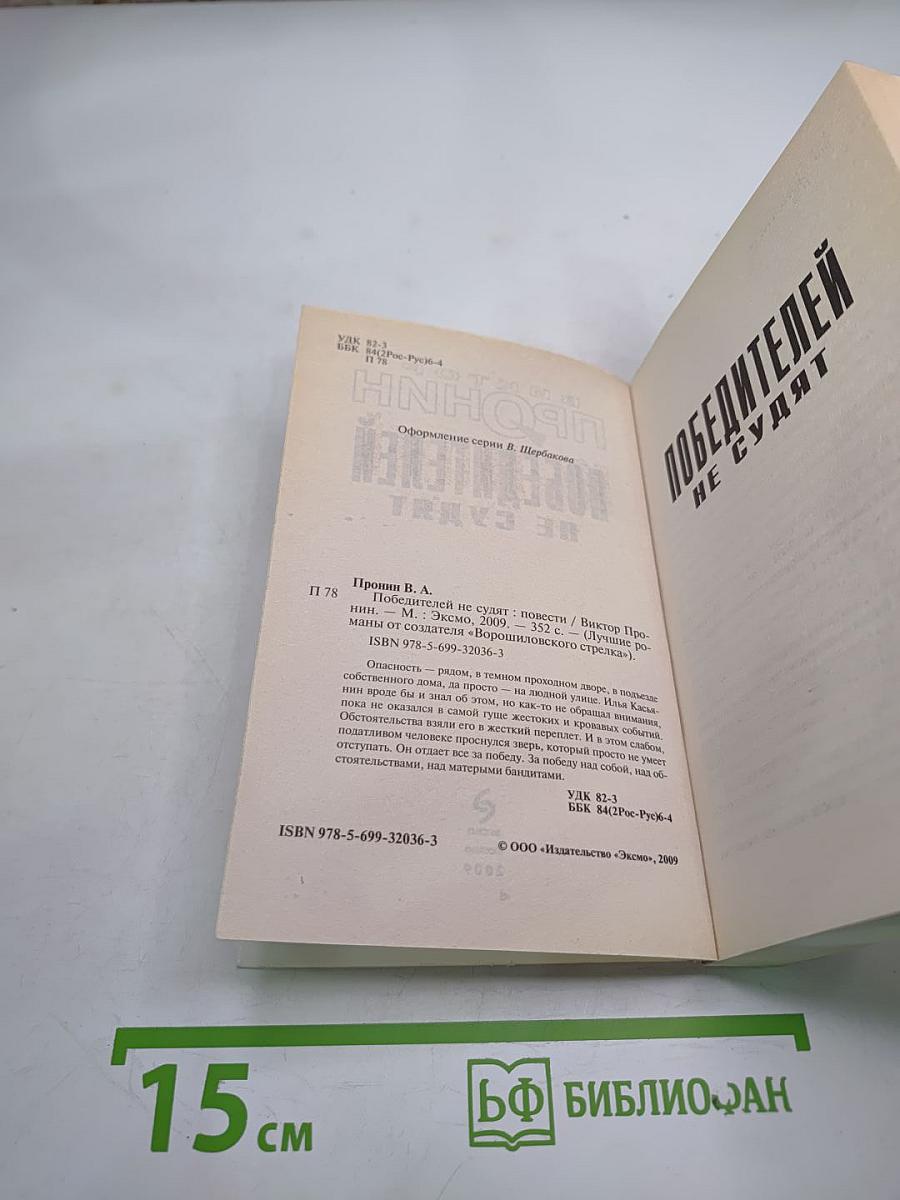 УДК 82-3
ББК 84(2Рос-Рус)6-4
П 78
Оформление серии В. Щербакова
Пронин В. А.
П 78 Победителей не судят : повести / Виктор Про-
нин. — М. : Эксмо, 2009. — 352 с. — (Лучшие ро-
маны от создателя «Ворошиловского стрелка»).
ISBN 978-5-699-32036-3
Опасность — рядом, в темном проходном дворе, в подъезде
собственного дома, да просто — на людной улице. Илья Касья-
нин вроде бы и знал об этом, но как-то не обращал внимания,
пока не оказался в самой гуще жестоких и кровавых событий.
Обстоятельства взяли его в жесткий переплет. И в этом слабом,
податливом человеке проснулся зверь, который просто не умеет
отступать. Он отдает все за победу. За победу над собой, над об-
стоятельствами, над матерыми бандитами.
УДК 82-3
ББК 84(2Рос-Рус)6-4
ISBN 978-5-699-32036-3
© ООО «Издательство «Эксмо», 2009
ПОБЕДИТЕЛЕЙ
НЕ СУДЯТ
15 см
БФ БИБЛИОФАН